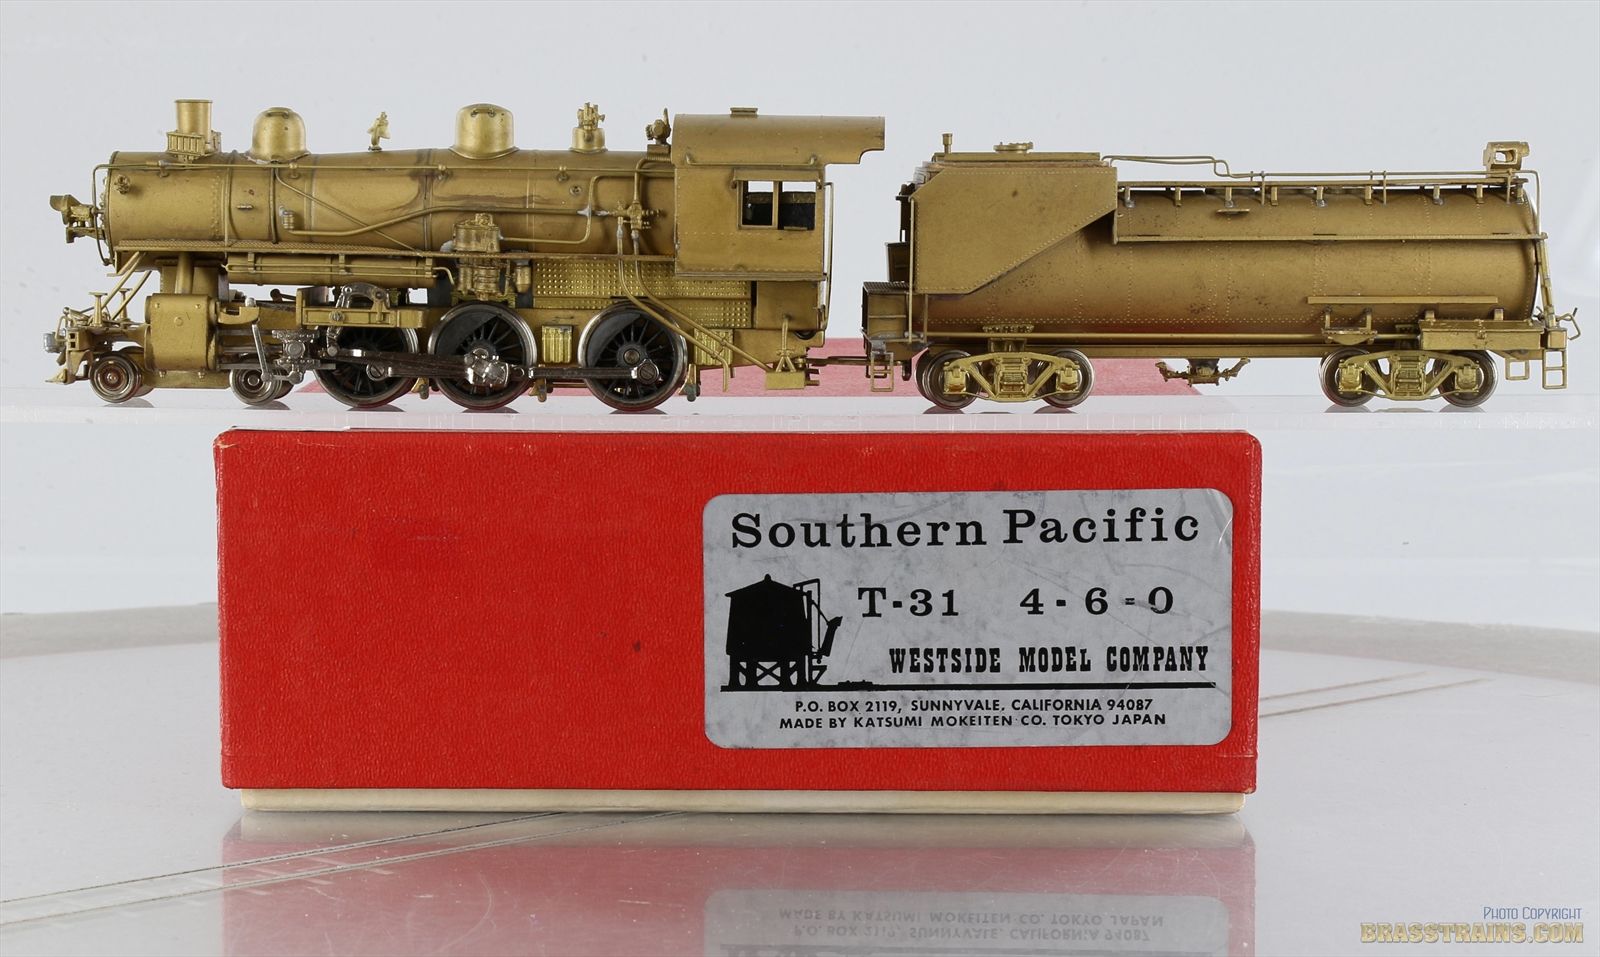 Southern Pacific
T-31 4-6-0
WESTSIDE MODEL COMPANY
P.O. BOX 2119, SUNNYVALE, CALIFORNIA 94087
MADE BY KATSUMI MOKEITEN CO. TOKYO JAPAN
PHOTO COPYRIGHT
BRASSTRAINS.COM